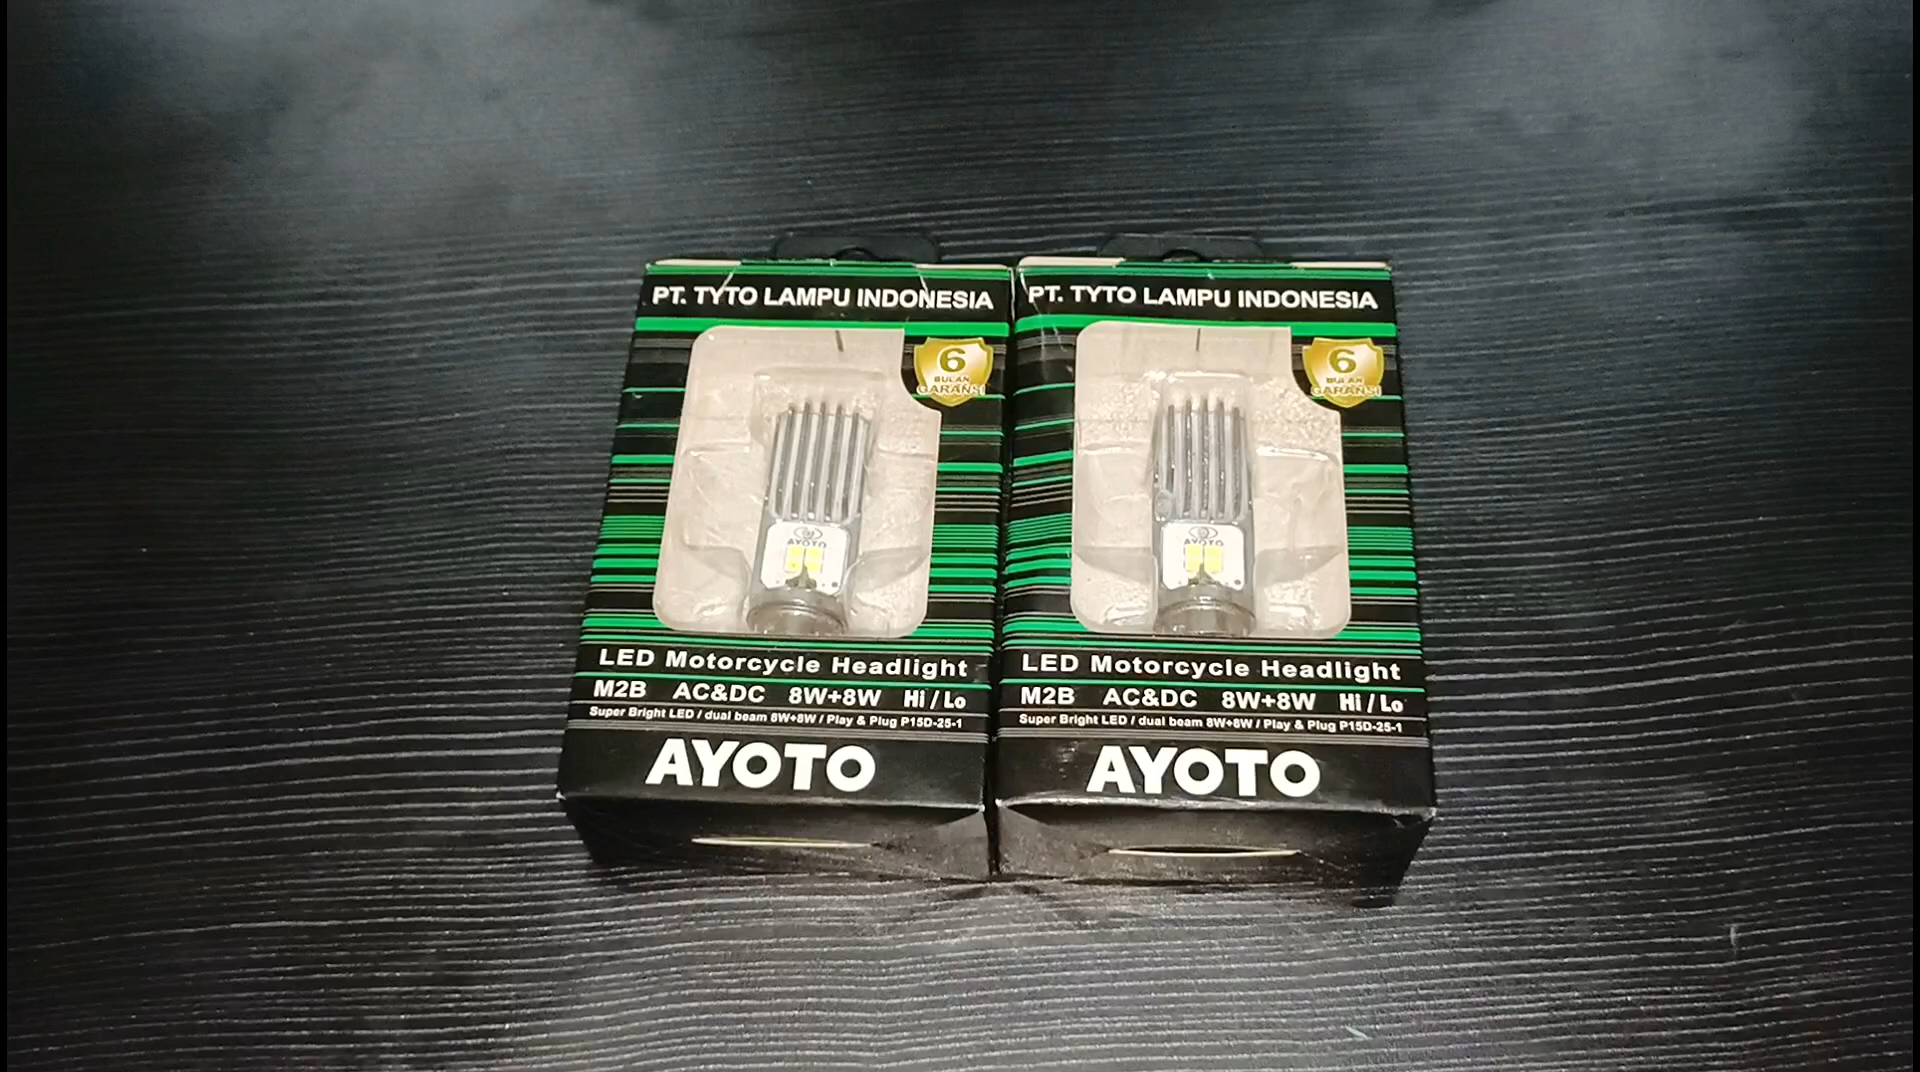 PT. TYTO LAMPU INDONESIA
6
BULAN
GARANSI
AYOTO
LED Motorcycle Headlight
M2B AC&DC 8W+8W Hi / Lo
Super Bright LED / dual beam 8W+8W / Play & Plug P15D-25-1
AYOTO
PT. TYTO LAMPU INDONESIA
6
BULAN
GARANSI
AYOTO
LED Motorcycle Headlight
M2B AC&DC 8W+8W Hi / Lo
Super Bright LED / dual beam 8W+8W / Play & Plug P15D-25-1
AYOTO